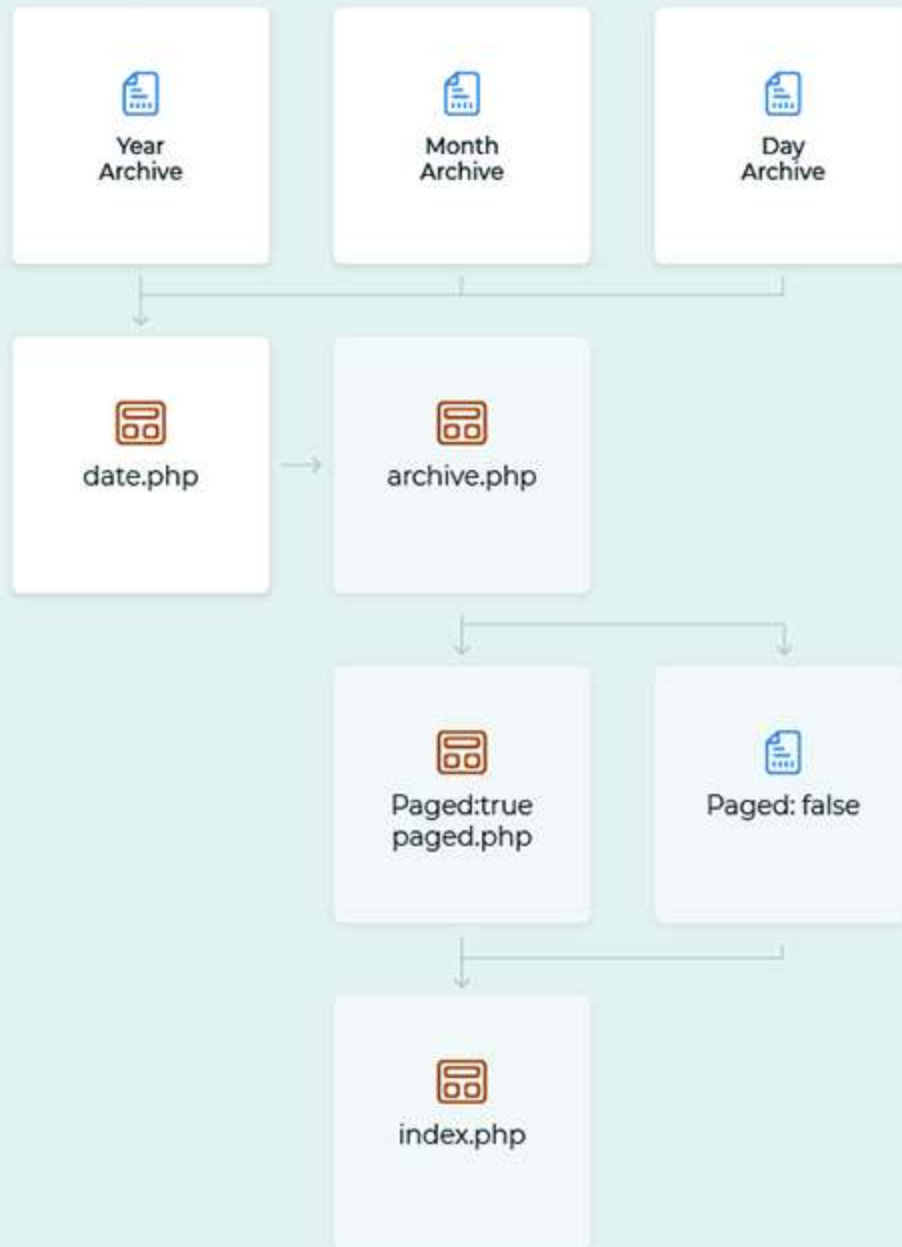 Year
Archive
Month
Archive
Day
Archive
date.php
archive.php
Paged:true
paged.php
Paged: false
index.php